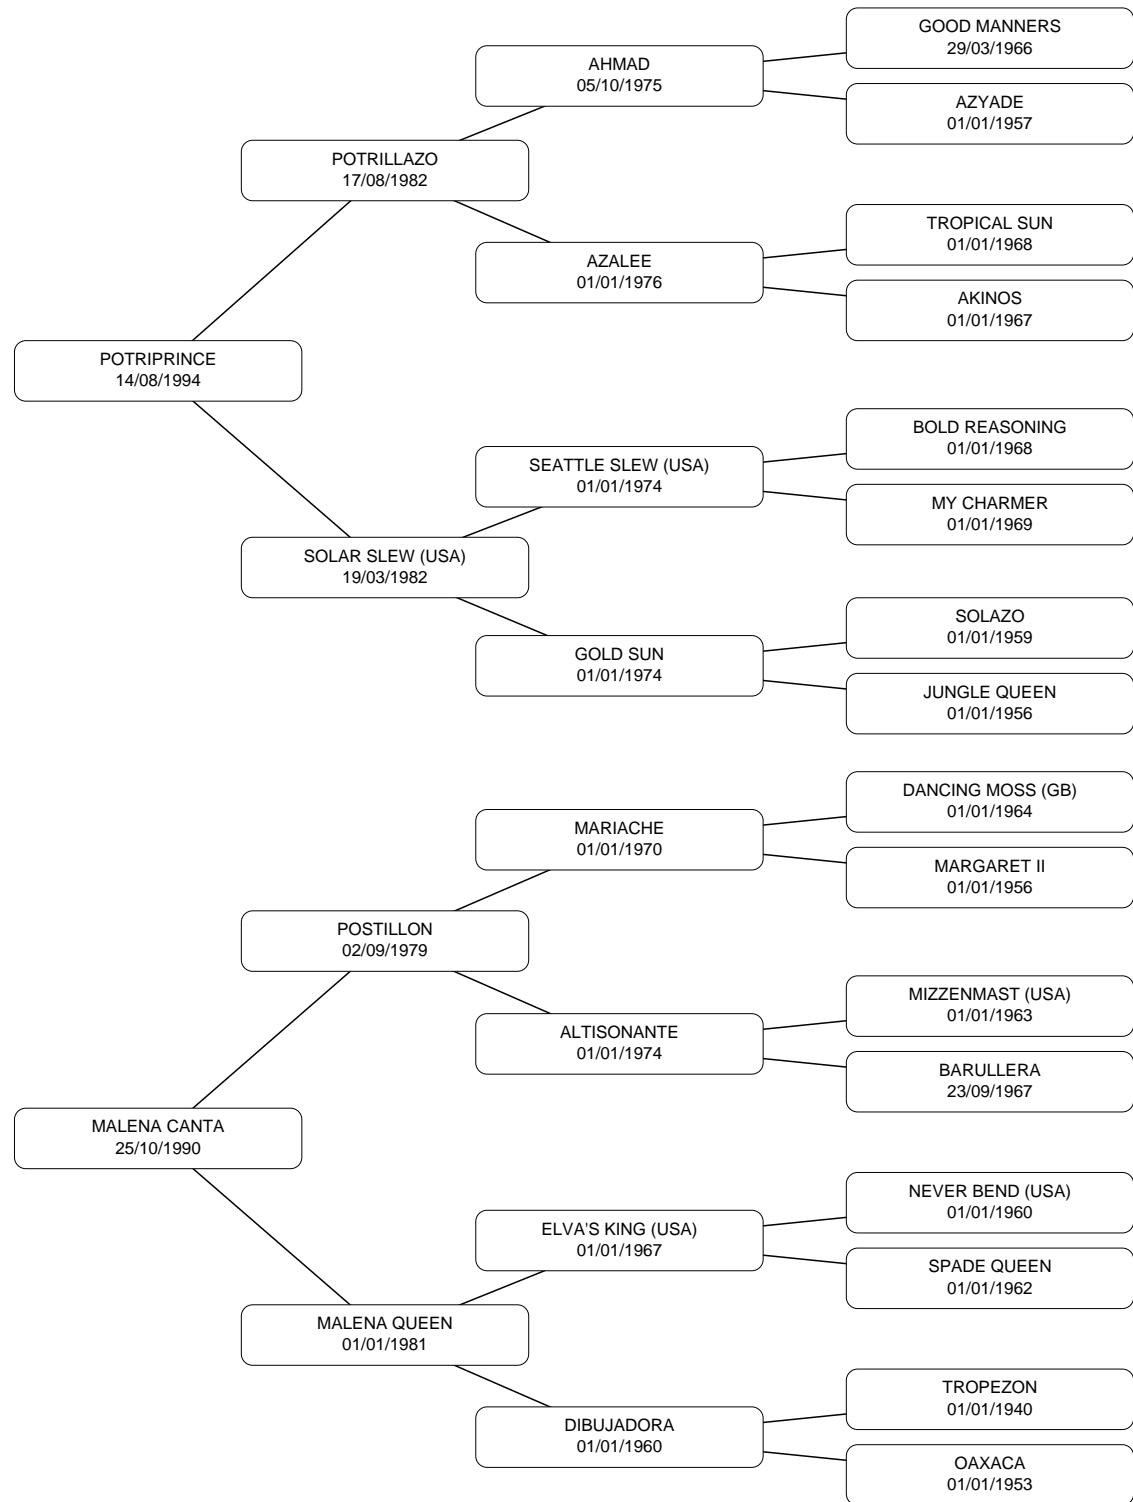 GOOD MANNERS
29/03/1966
AHMAD
05/10/1975
AZYADE
01/01/1957
POTRILLAZO
17/08/1982
TROPICAL SUN
01/01/1968
AZALEE
01/01/1976
AKINOS
01/01/1967
POTRIPRINCE
14/08/1994
BOLD REASONING
01/01/1968
SEATTLE SLEW (USA)
01/01/1974
MY CHARMER
01/01/1969
SOLAR SLEW (USA)
19/03/1982
SOLAZO
01/01/1959
GOLD SUN
01/01/1974
JUNGLE QUEEN
01/01/1956
DANCING MOSS (GB)
01/01/1964
MARIACHE
01/01/1970
MARGARET II
01/01/1956
POSTILLON
02/09/1979
MIZZENMAST (USA)
01/01/1963
ALTISONANTE
01/01/1974
BARULLERA
23/09/1967
MALENA CANTA
25/10/1990
NEVER BEND (USA)
01/01/1960
ELVA'S KING (USA)
01/01/1967
SPADE QUEEN
01/01/1962
MALENA QUEEN
01/01/1981
TROPEZON
01/01/1940
DIBUJADORA
01/01/1960
OAXACA
01/01/1953